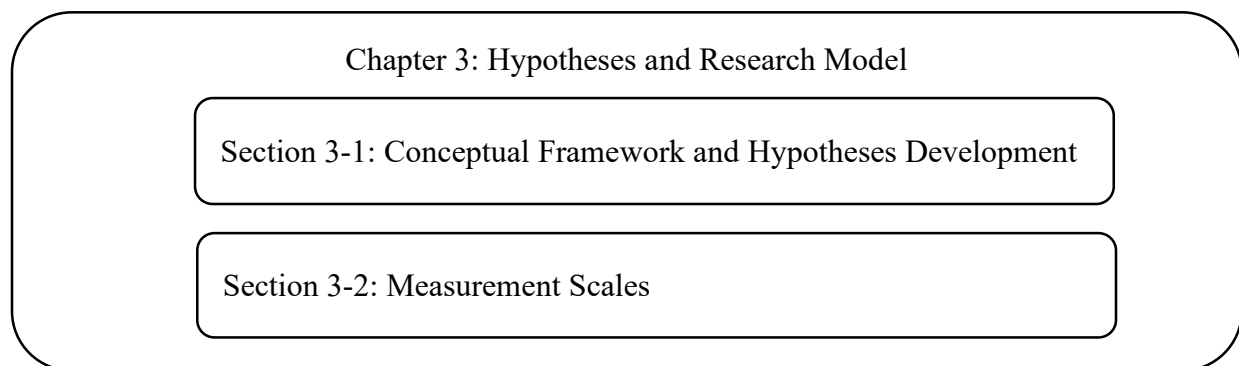 Chapter 3: Hypotheses and Research Model
Section 3-1: Conceptual Framework and Hypotheses Development
Section 3-2: Measurement Scales